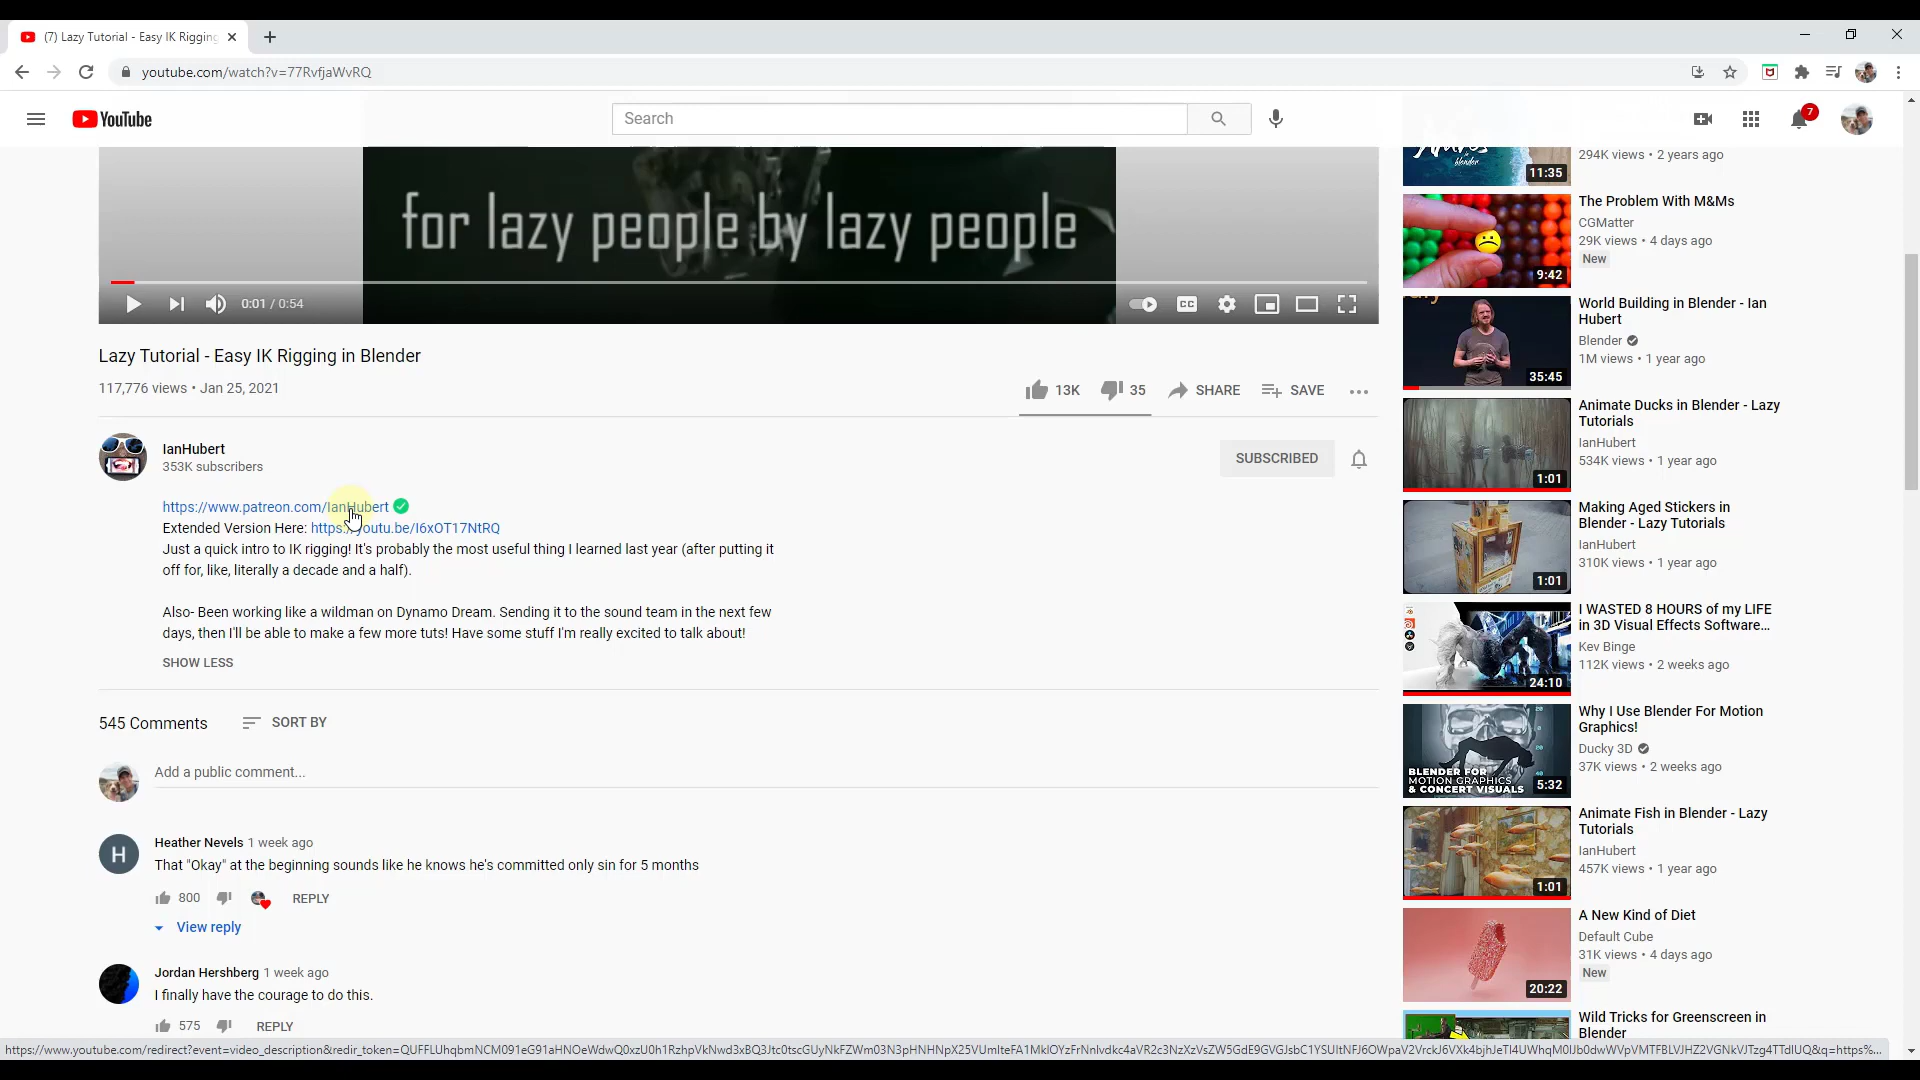 (7) Lazy Tutorial - Easy IK Rigging
youtube.com/watch?v=77RvfjaWvRQ
YouTube
Search
7
for lazy people by lazy people
0:01 / 0:54
CC
Lazy Tutorial - Easy IK Rigging in Blender
117,776 views • Jan 25, 2021
13K
35
SHARE
SAVE
IanHubert
353K subscribers
SUBSCRIBED
https://www.patreon.com/IanHubert
Extended Version Here: https://youtu.be/I6xOT17NtRQ
Just a quick intro to IK rigging! It's probably the most useful thing I learned last year (after putting it
off for, like, literally a decade and a half).
Also- Been working like a wildman on Dynamo Dream. Sending it to the sound team in the next few
days, then I'll be able to make a few more tuts! Have some stuff I'm really excited to talk about!
SHOW LESS
545 Comments
SORT BY
Add a public comment...
H
Heather Nevels 1 week ago
That "Okay" at the beginning sounds like he knows he's committed only sin for 5 months
800
REPLY
View reply
Jordan Hershberg 1 week ago
I finally have the courage to do this.
575
REPLY
in blender
11:35
294K views • 2 years ago
9:42
The Problem With M&Ms
CGMatter
29K views • 4 days ago
New
35:45
World Building in Blender - Ian
Hubert
Blender
1M views • 1 year ago
1:01
Animate Ducks in Blender - Lazy
Tutorials
IanHubert
534K views • 1 year ago
1:01
Making Aged Stickers in
Blender - Lazy Tutorials
IanHubert
310K views • 1 year ago
24:10
I WASTED 8 HOURS of my LIFE
in 3D Visual Effects Software...
Kev Binge
112K views • 2 weeks ago
BLENDER FOR
MOTION GRAPHICS
& CONCERT VISUALS
5:32
Why I Use Blender For Motion
Graphics!
Ducky 3D
37K views • 2 weeks ago
1:01
Animate Fish in Blender - Lazy
Tutorials
IanHubert
457K views • 1 year ago
20:22
A New Kind of Diet
Default Cube
31K views • 4 days ago
New
Wild Tricks for Greenscreen in
Blender